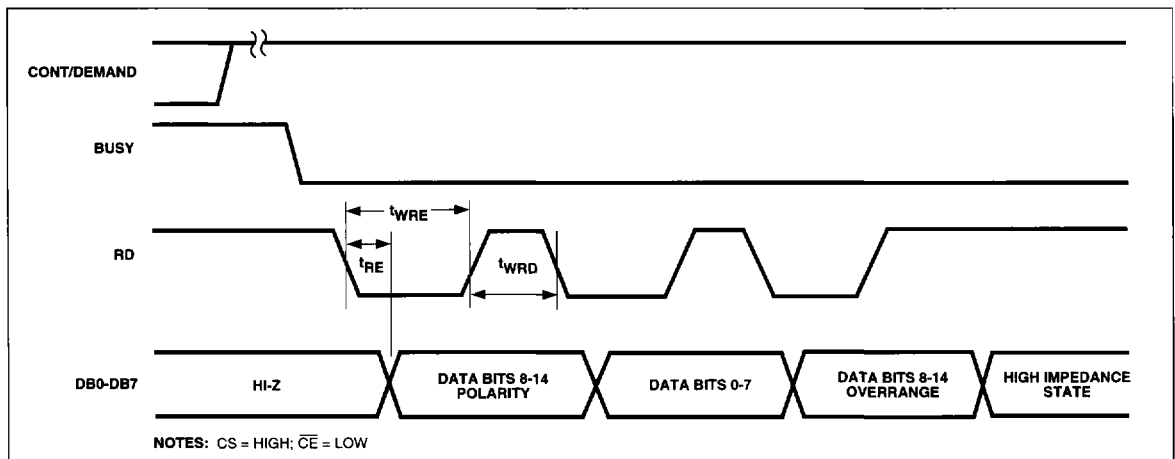 CONT/DEMAND
BUSY
tWRE
RD
tRE
tWRD
DB0-DB7
HI-Z
DATA BITS 8-14
POLARITY
DATA BITS 0-7
DATA BITS 8-14
OVERRANGE
HIGH IMPEDANCE
STATE
NOTES: CS = HIGH; CE = LOW